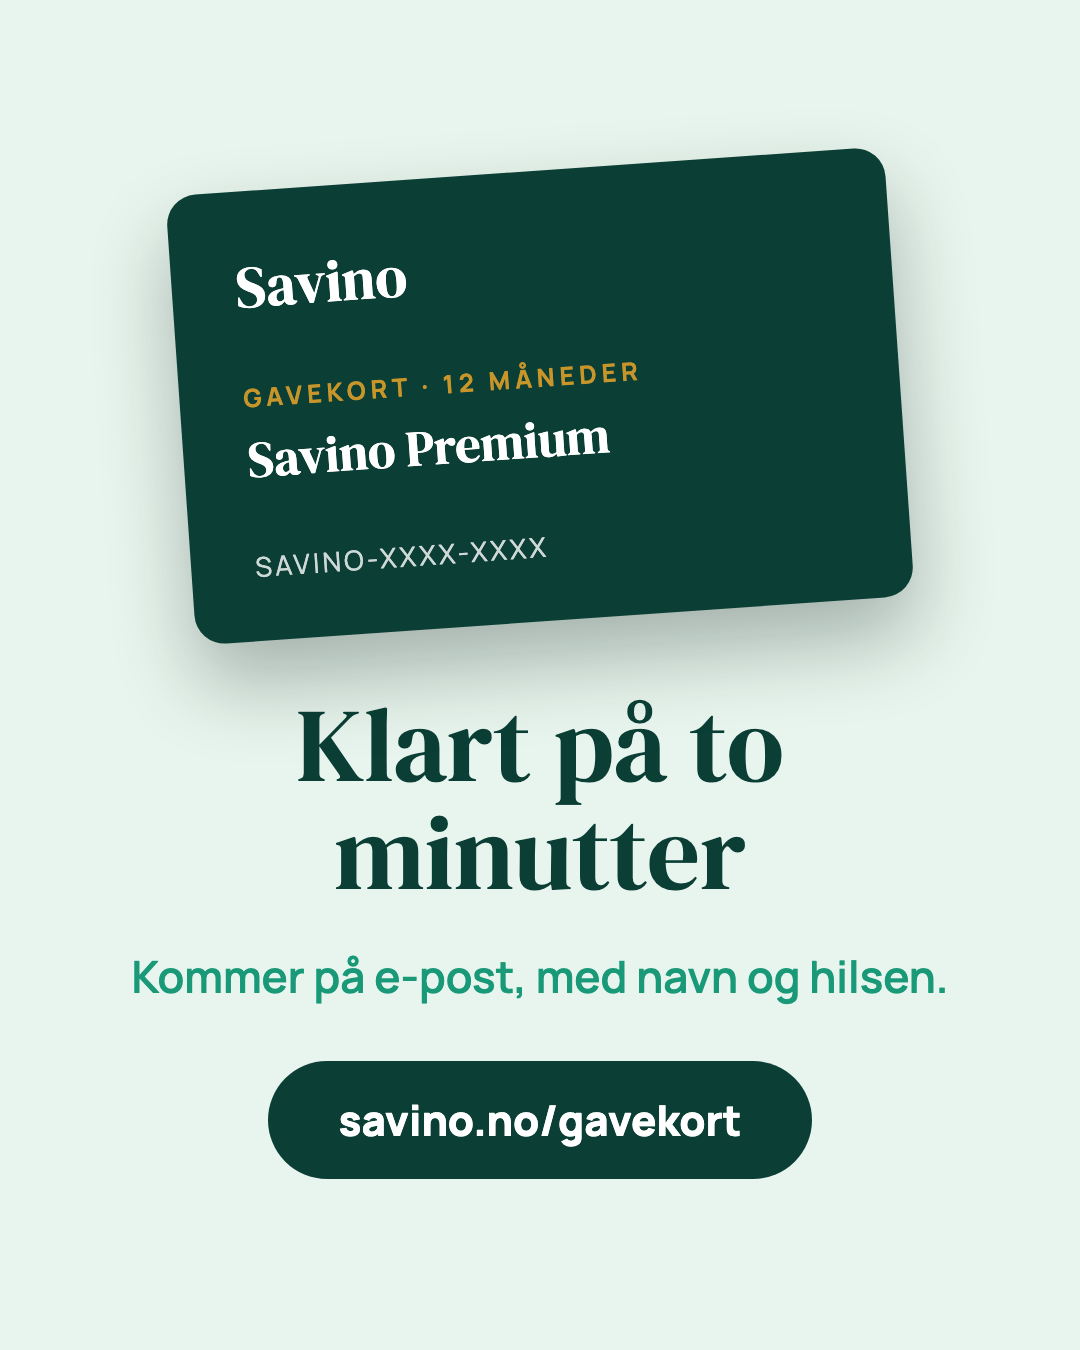 Savino
GAVEKORT · 12 MÅNEDER
Savino Premium
SAVINO-XXXX-XXXX
Klart på to
minutter
Kommer på e-post, med navn og hilsen.
savino.no/gavekort